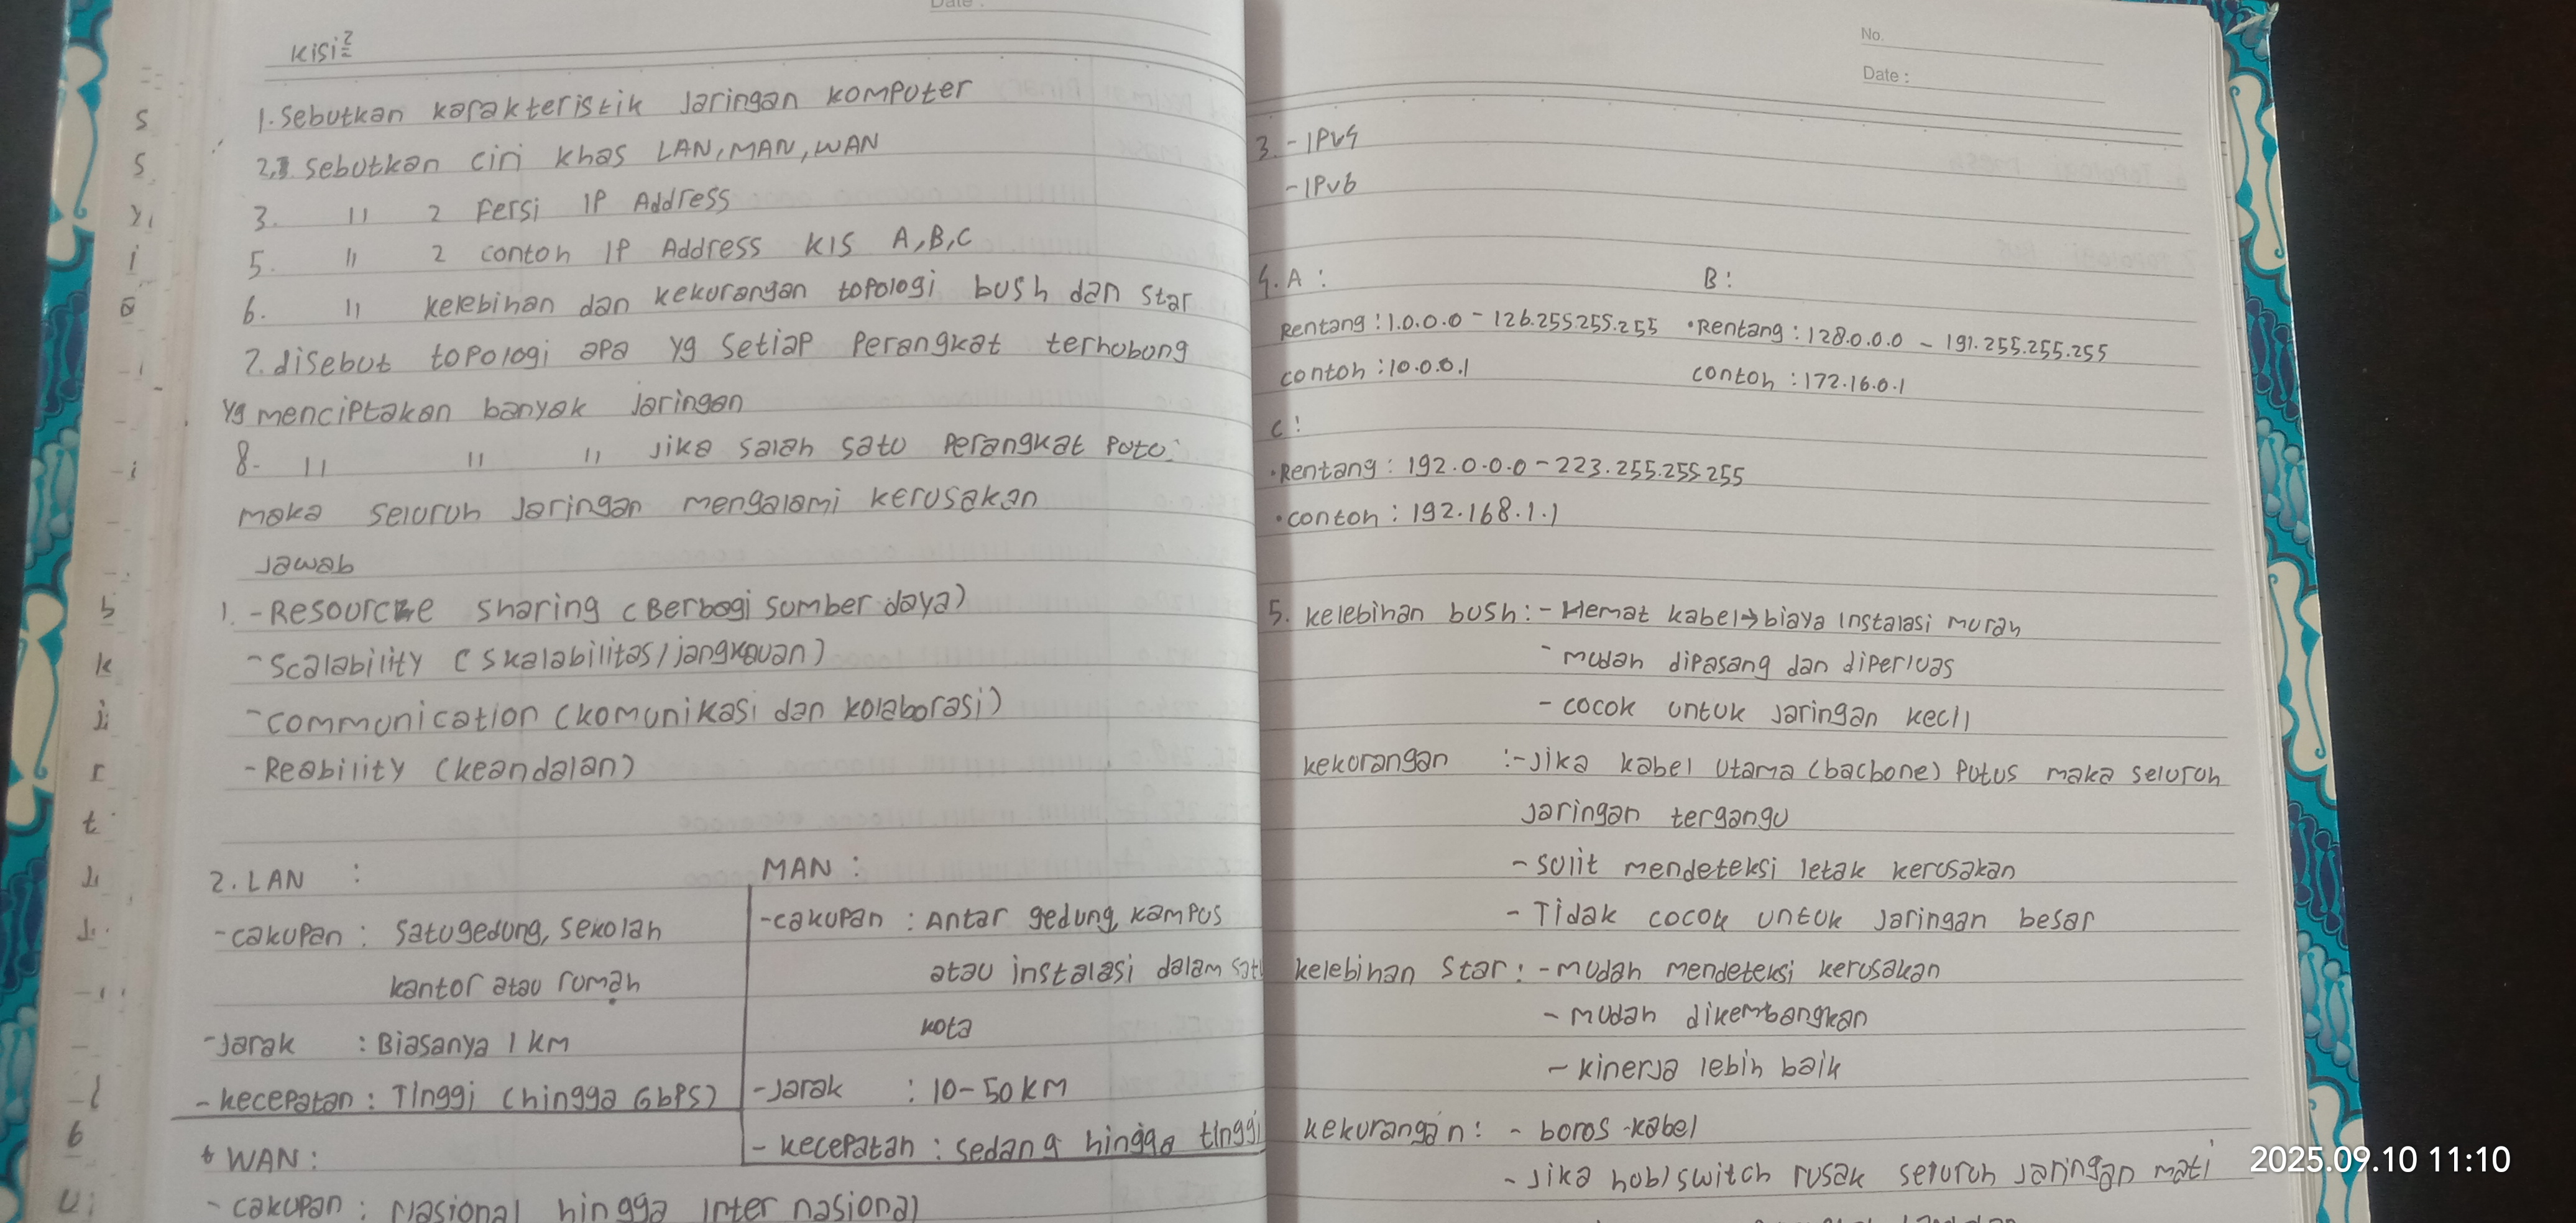 Date :
Kisi²
1. Sebutkan karakteristik Jaringan komputer
2. Sebutkan ciri khas LAN, MAN, WAN
3. " 2 Fersi IP Address
5. " 2 contoh IP Address KlS A, B, C
6. " kelebihan dan kekurangan topologi bush dan Star
7. disebut topologi apa yg Setiap Perangkat terhubung
yg menciptakan banyak jaringan
8. " " " Jika salah satu Perangkat Putu
maka seluruh Jaringan mengalami kerusakan
Jawab
1. - Resource sharing (Berbagi sumber daya)
- Scalability (Skalabilitas/jangkauan)
- communication (komunikasi dan kolaborasi)
- Reability (keandalan)
2. LAN :
- cakupan : Satu gedung, sekolah
kantor atau rumah
- Jarak : Biasanya 1 KM
- kecepatan : Tinggi (hingga GbPS)
MAN :
- cakupan : Antar gedung, kampus
atau instalasi dalam satu
kota
- Jarak : 10-50 KM
- kecepatan : sedang hingga tinggi
WAN :
- cakupan : Nasional hingga Inter nasional
No.
Date :
3. - IPv4
- IPv6
4. A :
Rentang : 1.0.0.0 - 126.255.255.255
contoh : 10.0.0.1
B :
• Rentang : 128.0.0.0 - 191.255.255.255
contoh : 172.16.0.1
C :
• Rentang : 192.0.0.0 - 223.255.255.255
• contoh : 192.168.1.1
5. kelebihan bush : - Hemat kabel → biaya instalasi murah
- mudah dipasang dan diperluas
- cocok untuk Jaringan kecil
kekurangan : - Jika kabel Utama (bacbone) Putus maka seluruh
Jaringan tergangu
- sulit mendeteksi letak kerusakan
- Tidak cocok untuk Jaringan besar
kelebihan Star : - mudah mendeteksi kerusakan
- mudah dikembangkan
- kinerja lebih baik
kekurangan : - boros kabel
- Jika hub/switch rusak seluruh Jaringan mati
2025.09.10 11:10